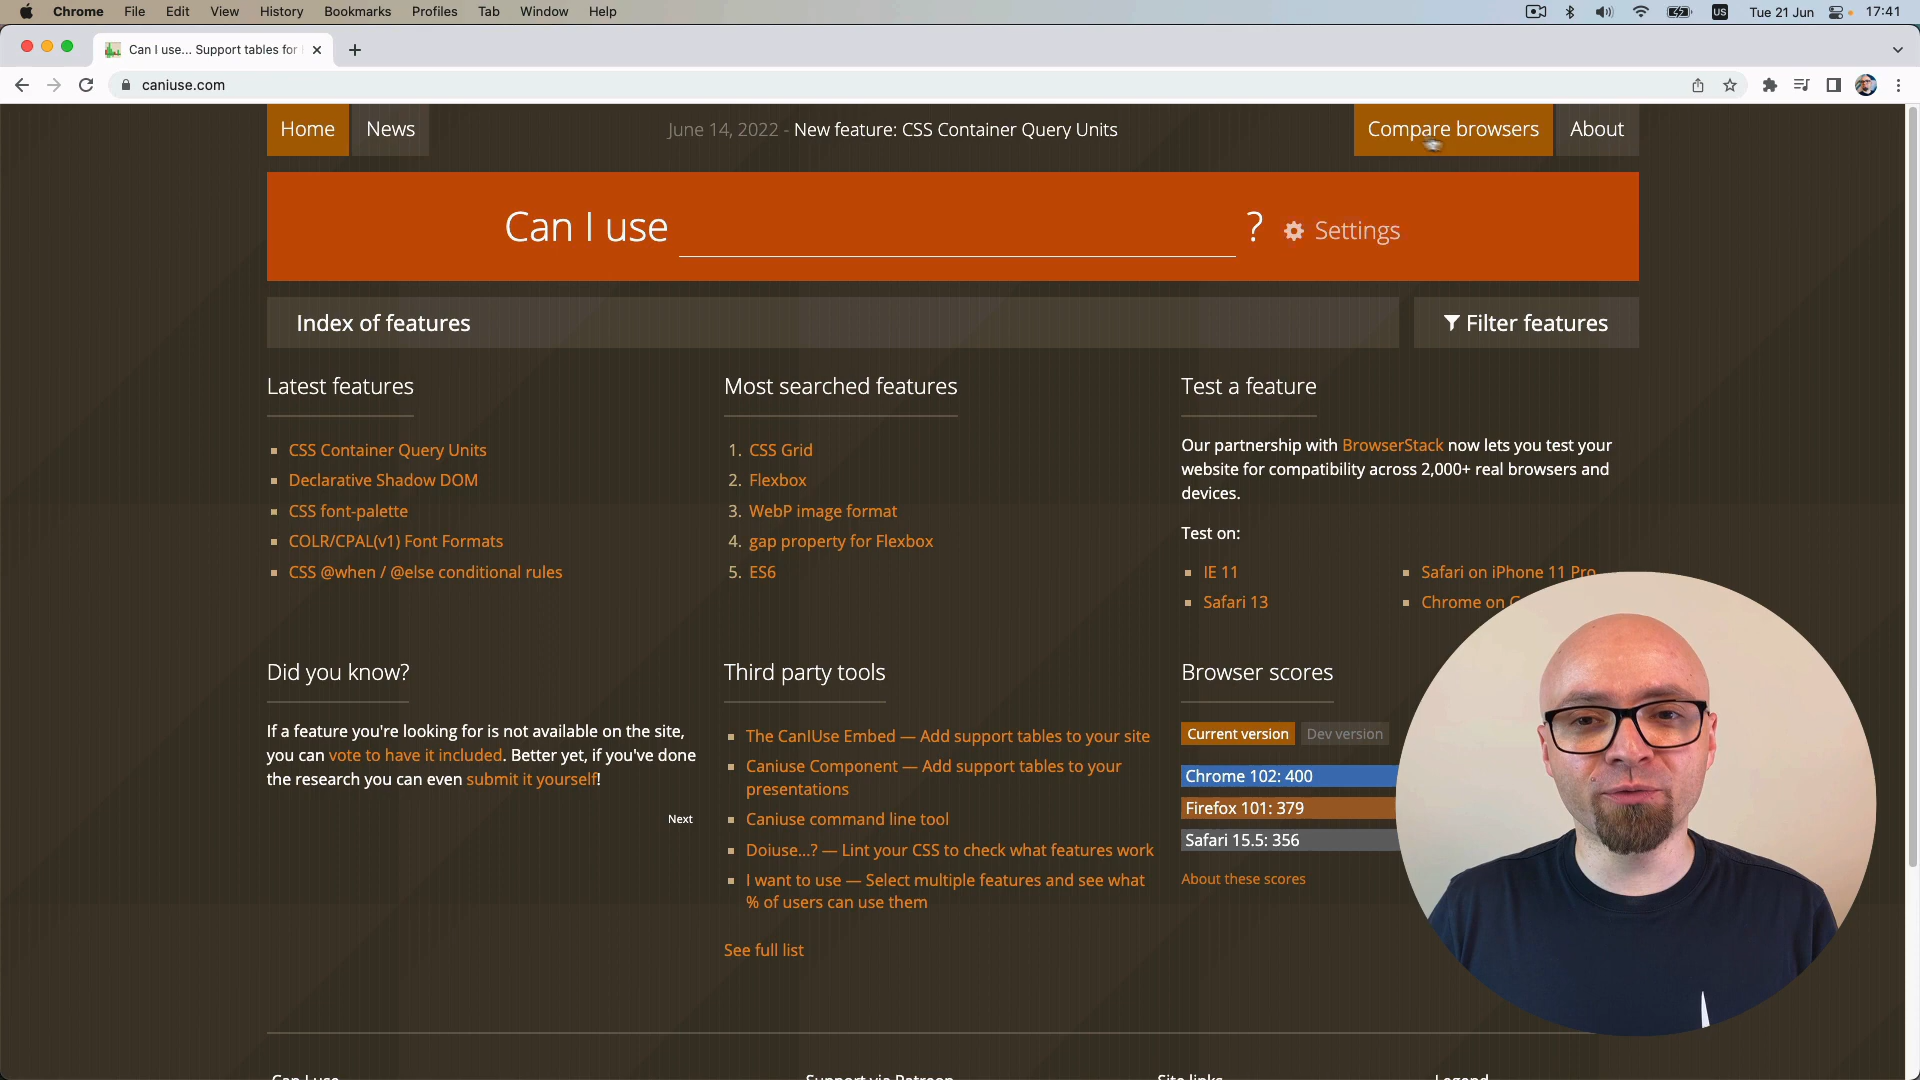 Chrome File Edit View History Bookmarks Profiles Tab Window Help US Tue 21 Jun 17:41
Can I use... Support tables for
caniuse.com
Home News June 14, 2022 - New feature: CSS Container Query Units Compare browsers About
Can I use ? Settings
Index of features Filter features
Latest features
CSS Container Query Units
Declarative Shadow DOM
CSS font-palette
COLR/CPAL(v1) Font Formats
CSS @when / @else conditional rules
Most searched features
1. CSS Grid
2. Flexbox
3. WebP image format
4. gap property for Flexbox
5. ES6
Test a feature
Our partnership with BrowserStack now lets you test your
website for compatibility across 2,000+ real browsers and
devices.
Test on:
IE 11
Safari 13
Safari on iPhone 11 Pro
Chrome on
Did you know?
If a feature you're looking for is not available on the site,
you can vote to have it included. Better yet, if you've done
the research you can even submit it yourself!
Next
Third party tools
The CanIUse Embed — Add support tables to your site
Caniuse Component — Add support tables to your
presentations
Caniuse command line tool
Doiuse...? — Lint your CSS to check what features work
I want to use — Select multiple features and see what
% of users can use them
See full list
Browser scores
Current version Dev version
Chrome 102: 400
Firefox 101: 379
Safari 15.5: 356
About these scores
Can I use Support via Patreon Site links Legend